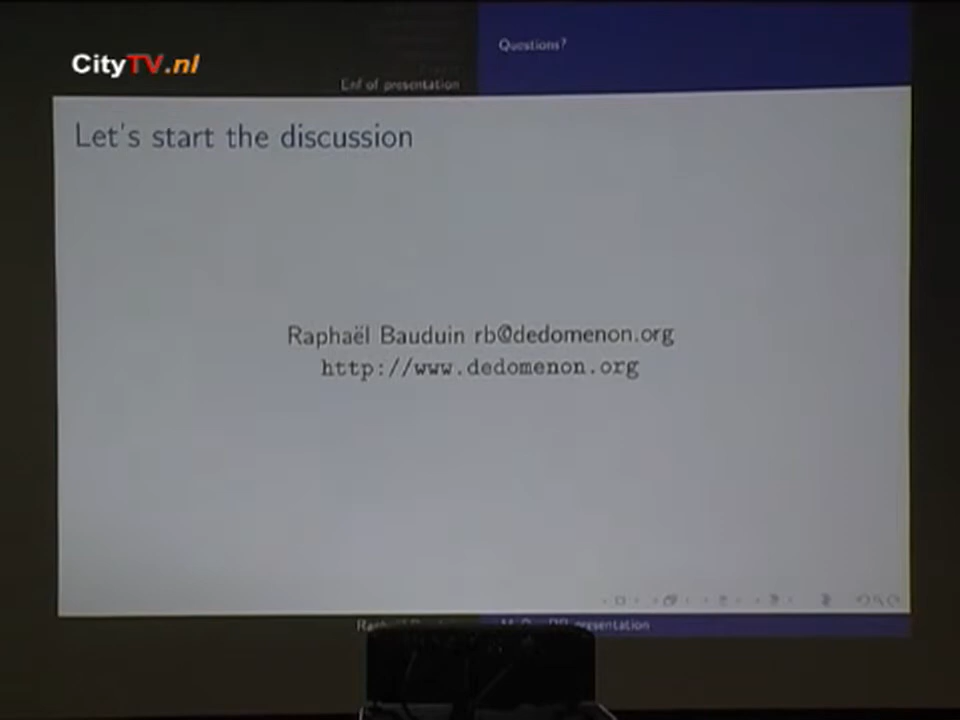 CityTV.nl
Questions?
Enf of presentation
Let's start the discussion
Raphaël Bauduin rb@dedomenon.org
http://www.dedomenon.org
presentation